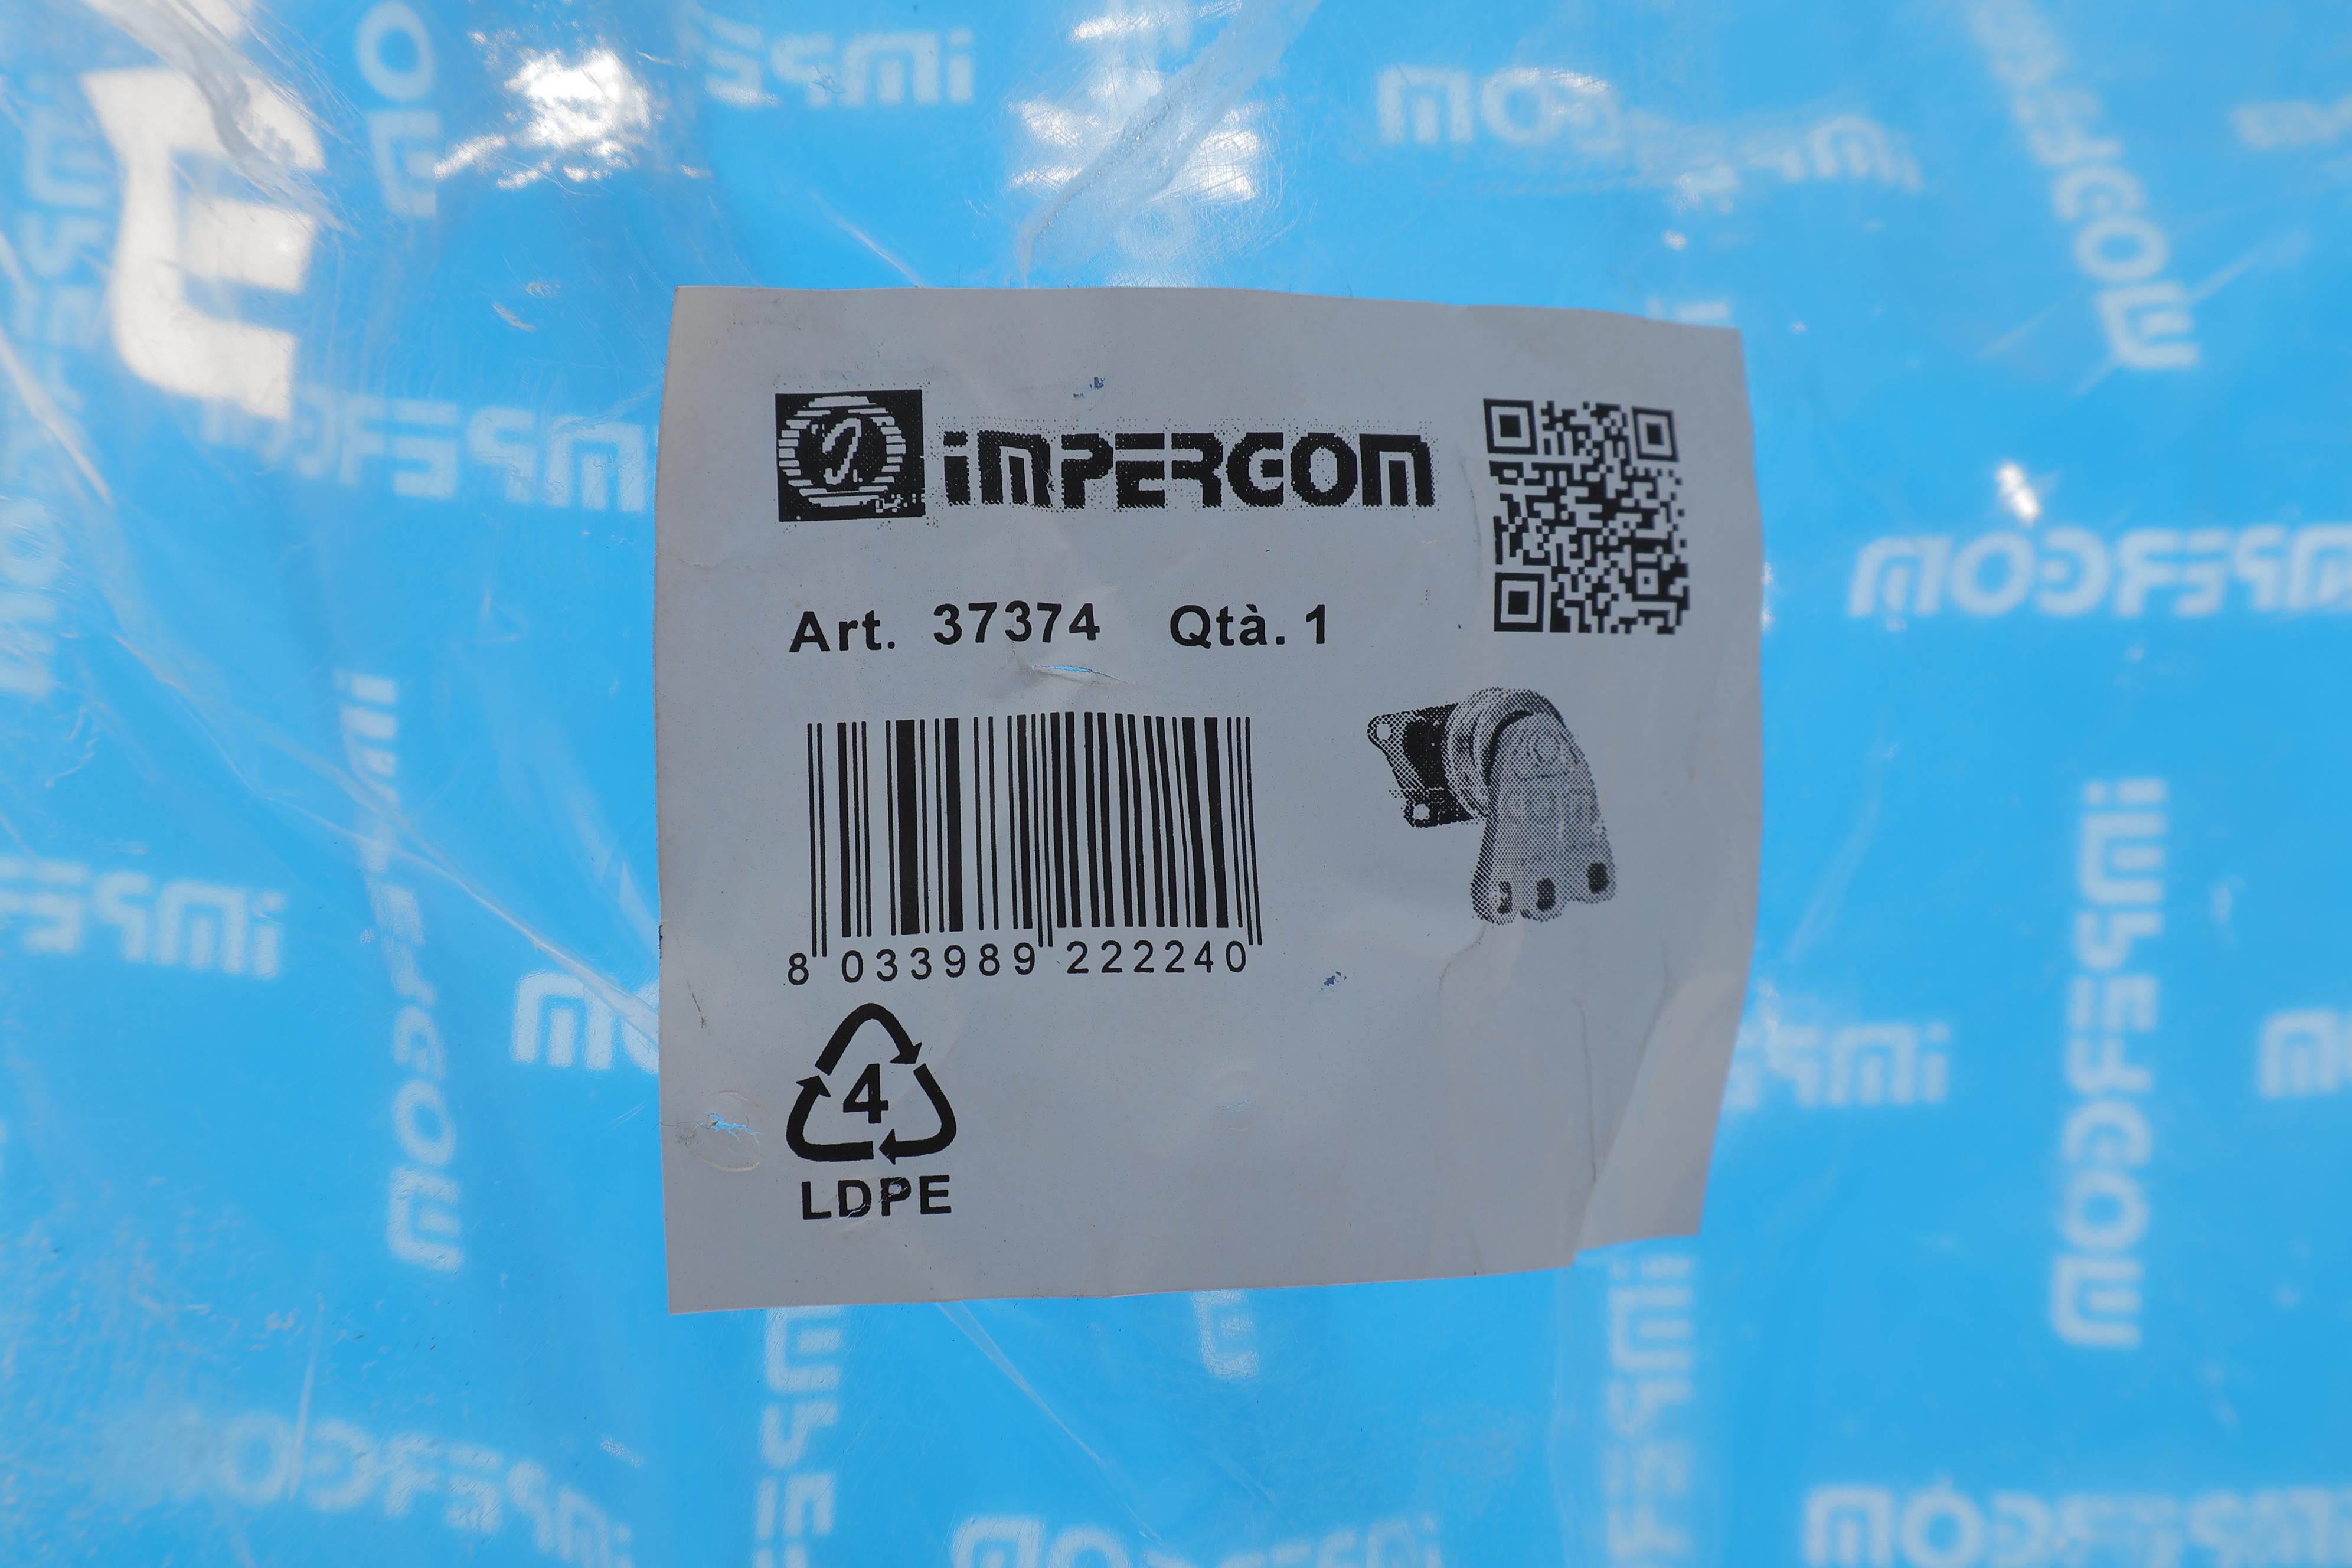 IMPERGOM
Art. 37374 Qtà. 1
8 033989 222240
4
LDPE